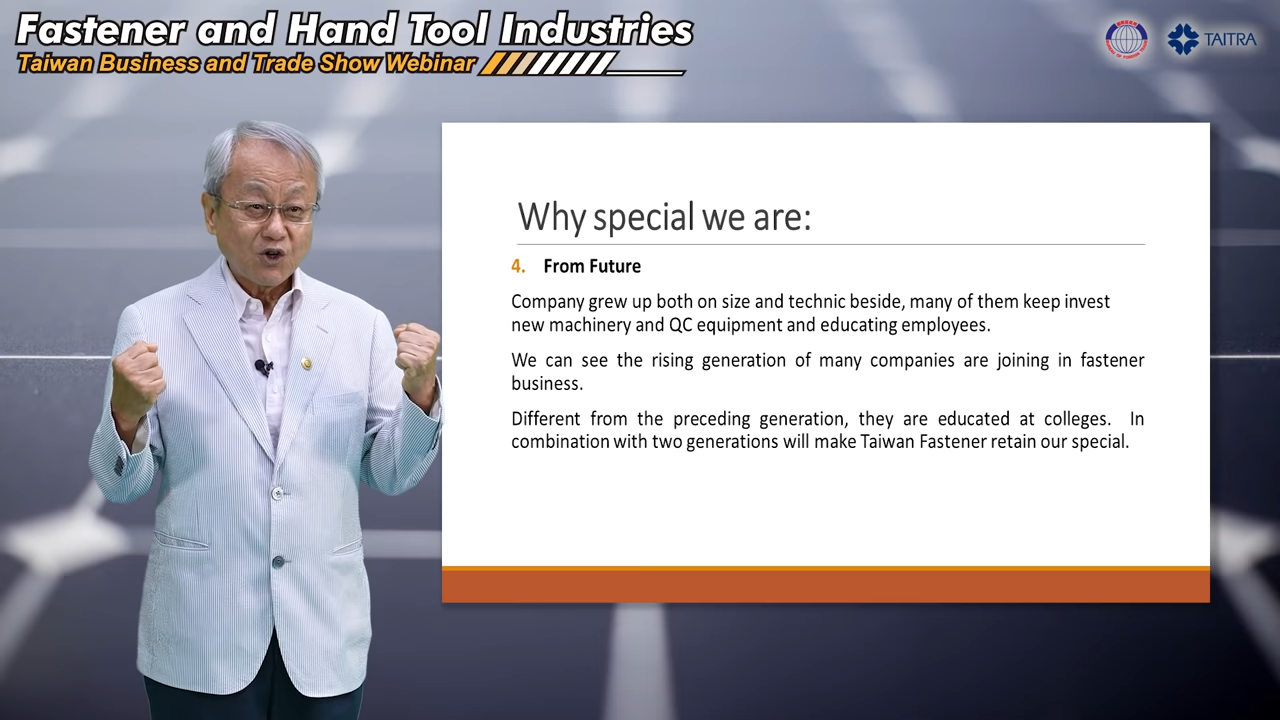 Fastener and Hand Tool Industries
Taiwan Business and Trade Show Webinar
TAITRA
Why special we are:
4. From Future
Company grew up both on size and technic beside, many of them keep invest
new machinery and QC equipment and educating employees.
We can see the rising generation of many companies are joining in fastener
business.
Different from the preceding generation, they are educated at colleges. In
combination with two generations will make Taiwan Fastener retain our special.